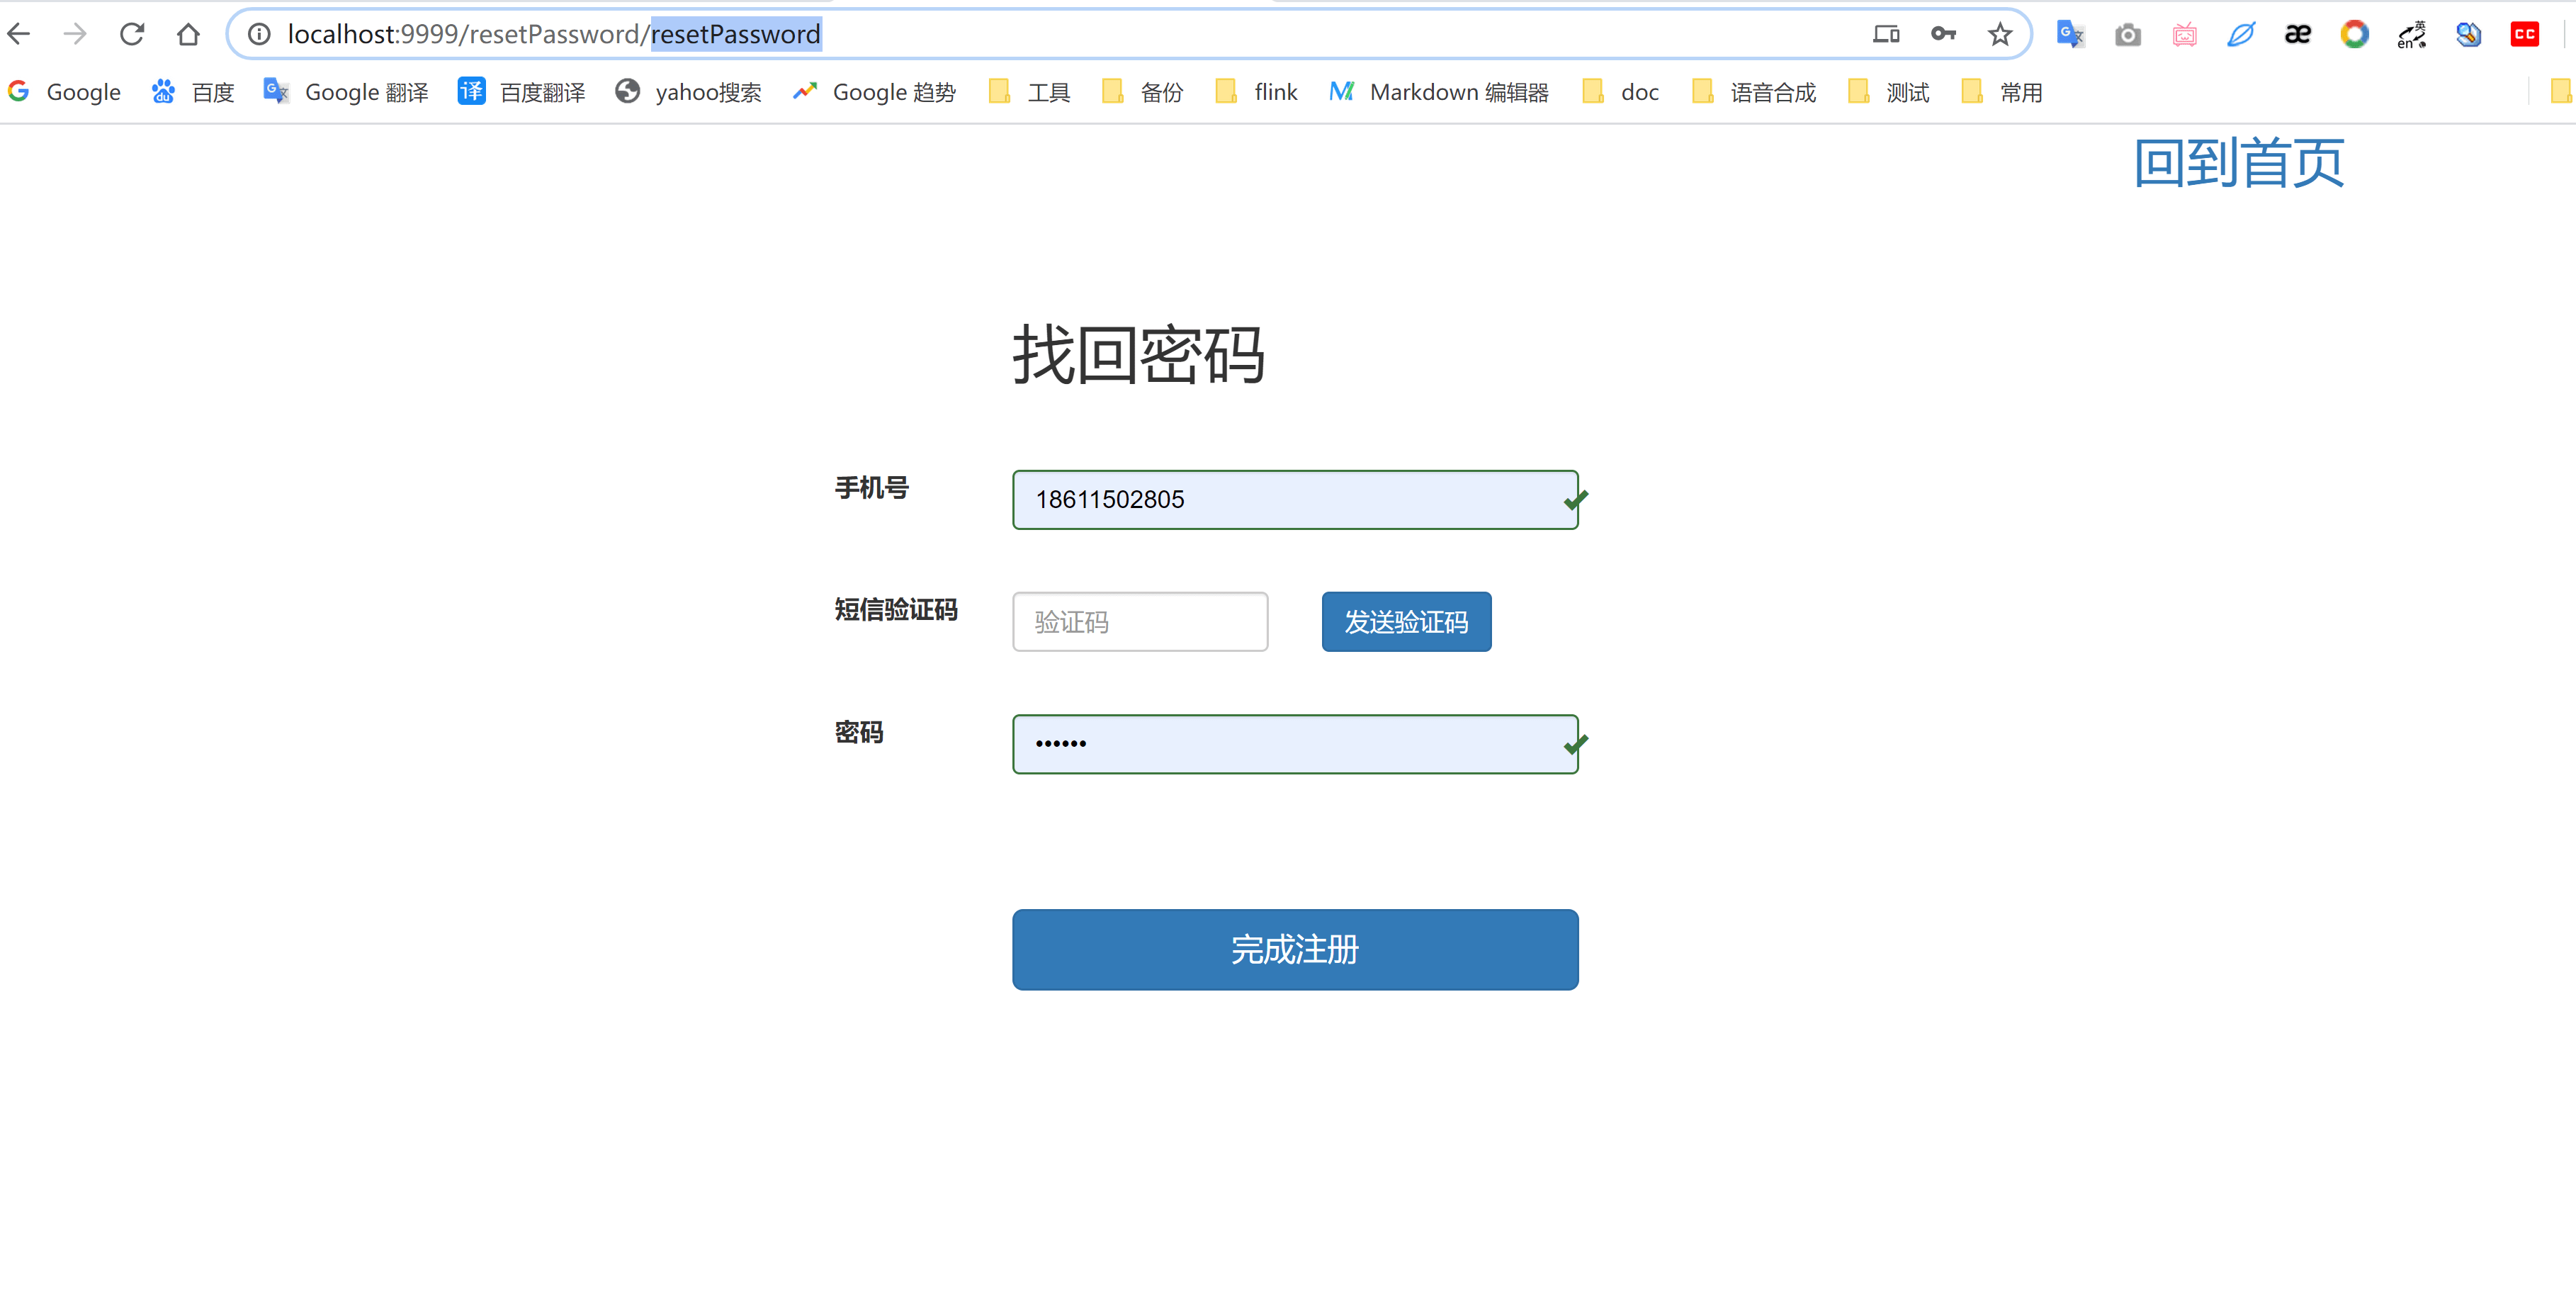 localhost:9999/resetPassword/resetPassword
Google 百度 Google 翻译 百度翻译 yahoo搜索 Google 趋势 工具 备份 flink Markdown 编辑器 doc 语音合成 测试 常用
回到首页
找回密码
手机号 18611502805
短信验证码 验证码 发送验证码
密码 ••••••
完成注册